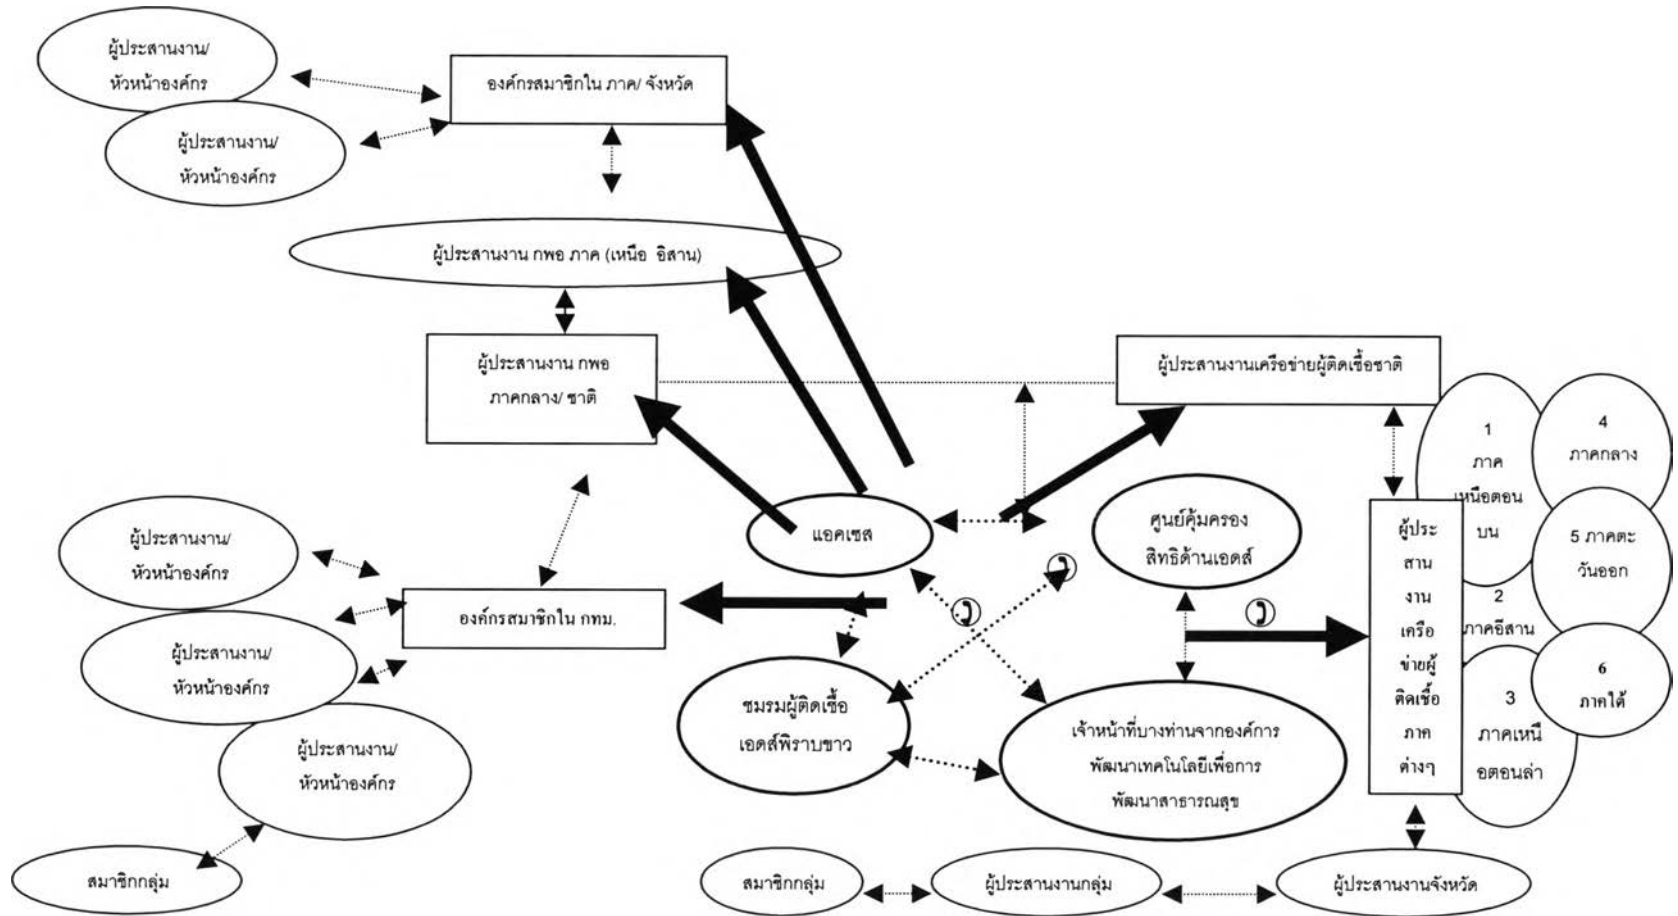 ผู้ประสานงาน/
หัวหน้าองค์กร
ผู้ประสานงาน/
หัวหน้าองค์กร
องค์กรสมาชิกใน ภาค/ จังหวัด
ผู้ประสานงาน กพอ ภาค (เหนือ อิสาน)
ผู้ประสานงาน กพอ
ภาคกลาง/ ชาติ
ผู้ประสานงานเครือข่ายผู้ติดเชื้อชาติ
1
ภาค
เหนือตอน
บน
4
ภาคกลาง
5 ภาคตะ
วันออก
2
ภาคอีสาน
6
ภาคใต้
3
ภาคเหนื
อตอนล่า
ผู้ประ
สาน
งาน
เครือ
ข่ายผู้
ติดเชื้อ
ภาค
ต่างๆ
แอคเซส
ศูนย์คุ้มครอง
สิทธิด้านเอดส์
ผู้ประสานงาน/
หัวหน้าองค์กร
องค์กรสมาชิกใน กทม.
ผู้ประสานงาน/
หัวหน้าองค์กร
ผู้ประสานงาน/
หัวหน้าองค์กร
ชมรมผู้ติดเชื้อ
เอดส์พิราบขาว
เจ้าหน้าที่บางท่านจากองค์การ
พัฒนาเทคโนโลยีเพื่อการ
พัฒนาสาธารณสุข
สมาชิกกลุ่ม
สมาชิกกลุ่ม
ผู้ประสานงานกลุ่ม
ผู้ประสานงานจังหวัด